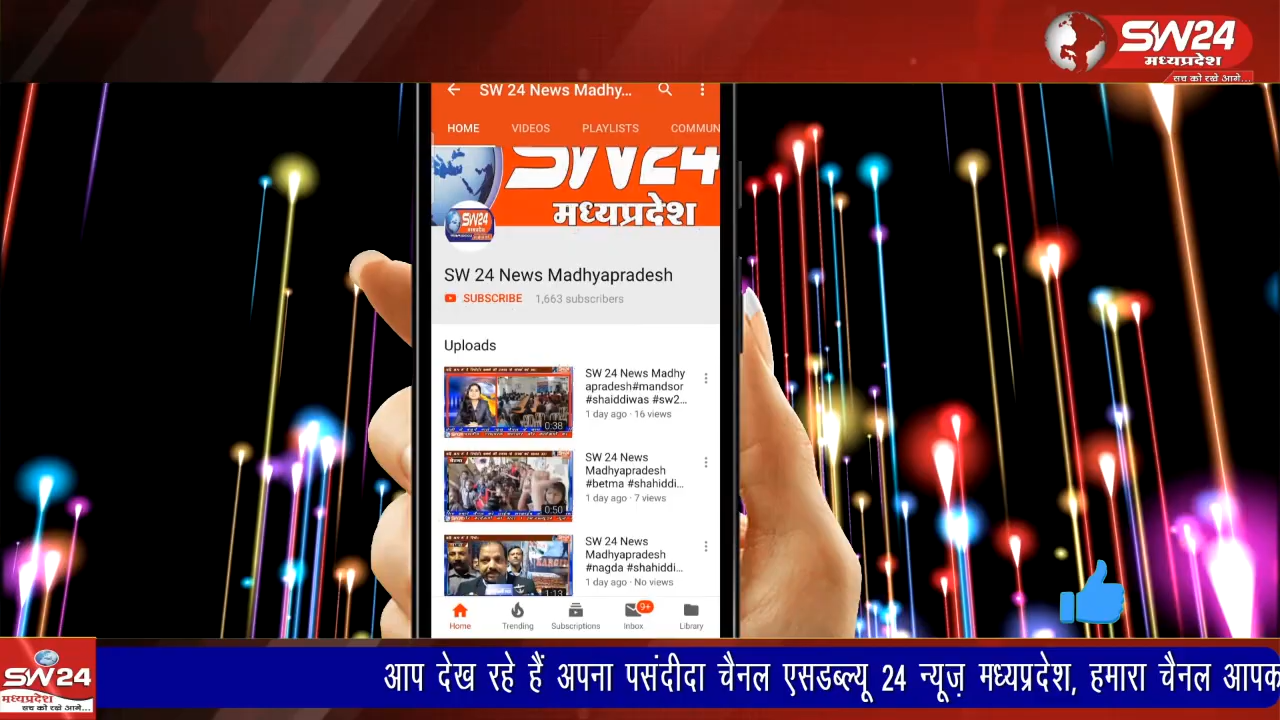 SW24
मध्यप्रदेश
सच को रखे आगे...
SW 24 News Madhy...
HOME VIDEOS PLAYLISTS COMMUN
SW24
मध्यप्रदेश
SW24
SW 24 News Madhyapradesh
SUBSCRIBE 1,663 subscribers
Uploads
SW 24 News Madhy
apradesh#mandsor
#shaiddiwas #sw2...
1 day ago · 16 views
0:38
SW 24 News
Madhyapradesh
#betma #shahiddi...
1 day ago · 7 views
0:50
SW 24 News
Madhyapradesh
#nagda #shahiddi...
1 day ago · No views
1:13
9+
Home Trending Subscriptions Inbox Library
SW24
मध्यप्रदेश
सच को रखे आगे...
आप देख रहे हैं अपना पसंदीदा चैनल एसडब्ल्यू 24 न्यूज़ मध्यप्रदेश, हमारा चैनल आपक